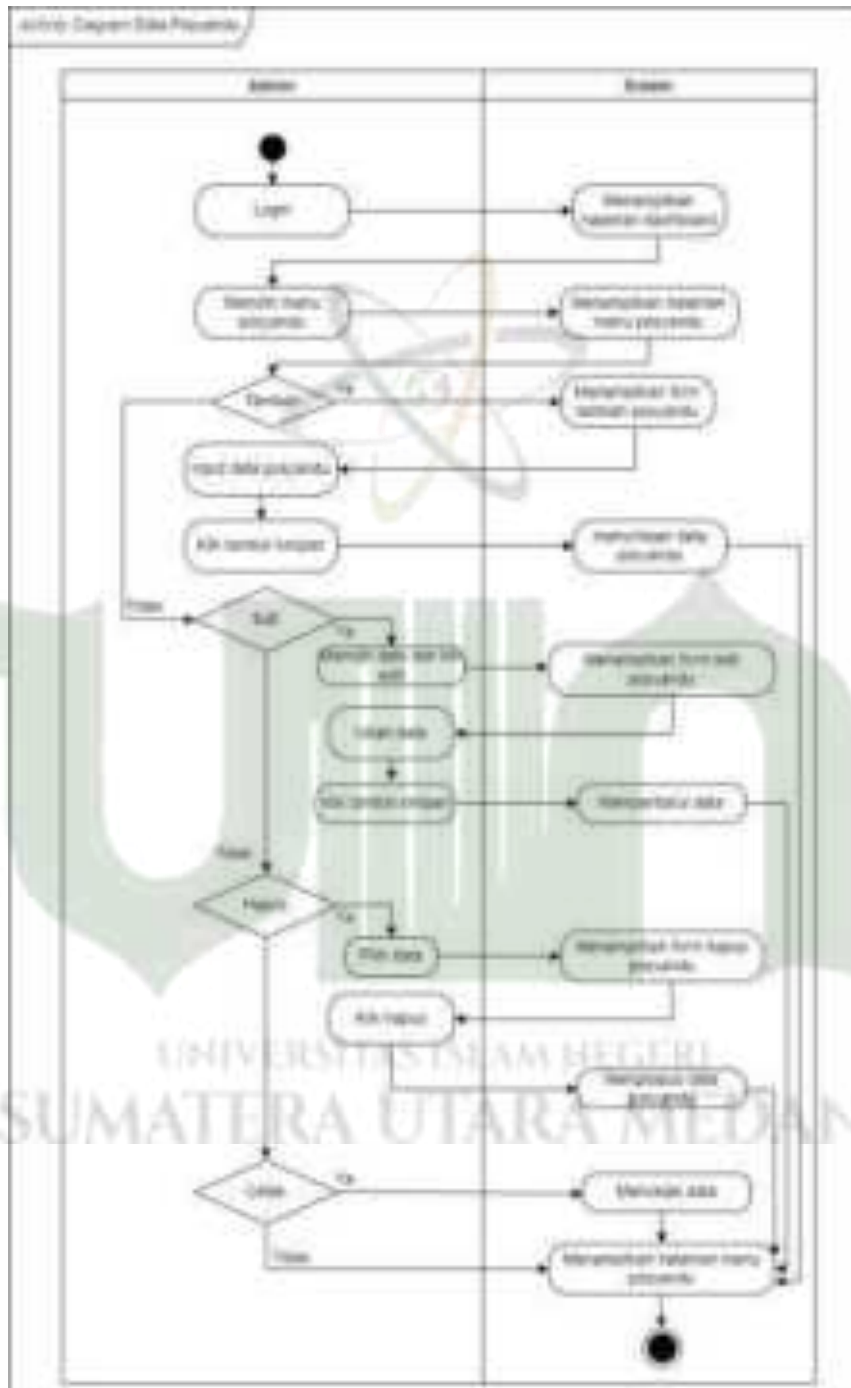 Activity Diagram Data Posyandu
Admin
Sistem
Login
Menampilkan
halaman dashboard
Memilih menu
posyandu
Menampilkan halaman
menu posyandu
Tambah
Ya
Menampilkan form
tambah posyandu
Input data posyandu
Klik tombol simpan
menyimpan data
posyandu
Tidak
Edit
Ya
Memilih data dan klik
edit
Menampilkan form edit
posyandu
Ubah data
Klik tombol simpan
Memperbarui data
Tidak
Hapus
Ya
Pilih data
Menampilkan form hapus
posyandu
Klik hapus
UNIVERSITAS ISLAM NEGERI
Menghapus data
posyandu
SUMATERA UTARA MEDAN
Cetak
Ya
Mencetak data
Tidak
Menampilkan halaman menu
posyandu